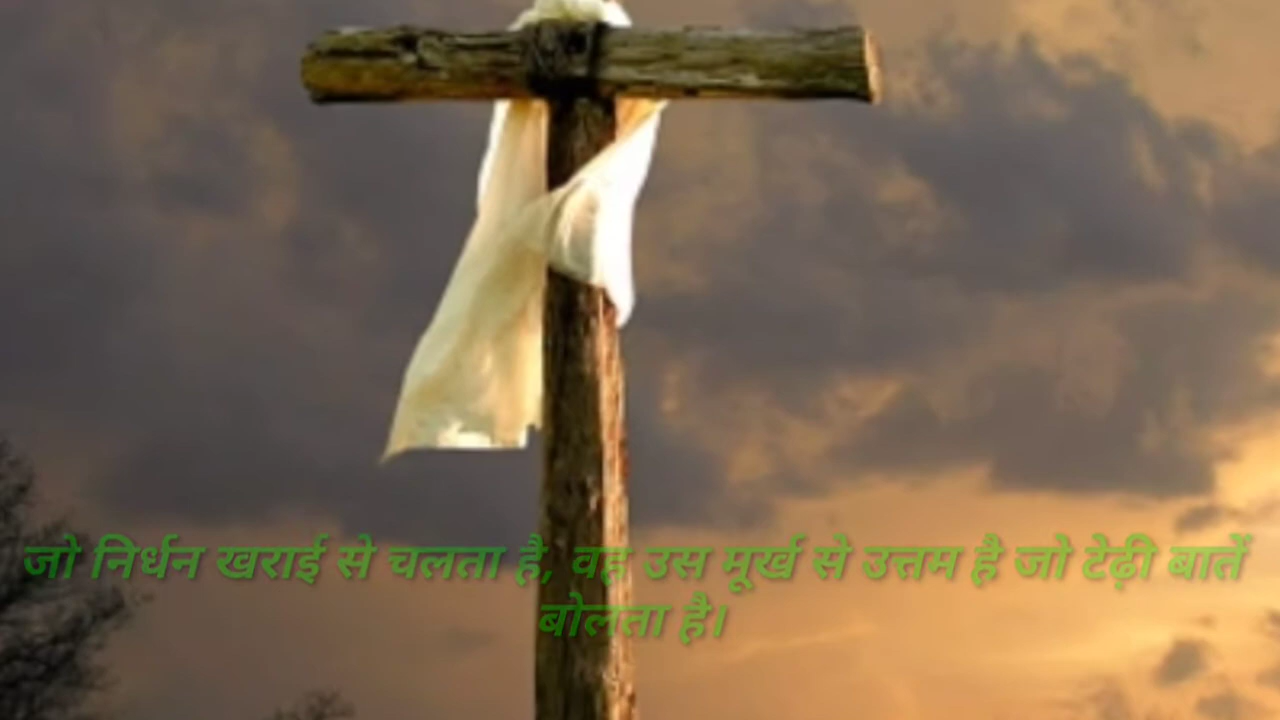 जो निर्धन खराई से चलता है, वह उस मूर्ख से उत्तम है जो टेढ़ी बातें
बोलता है।